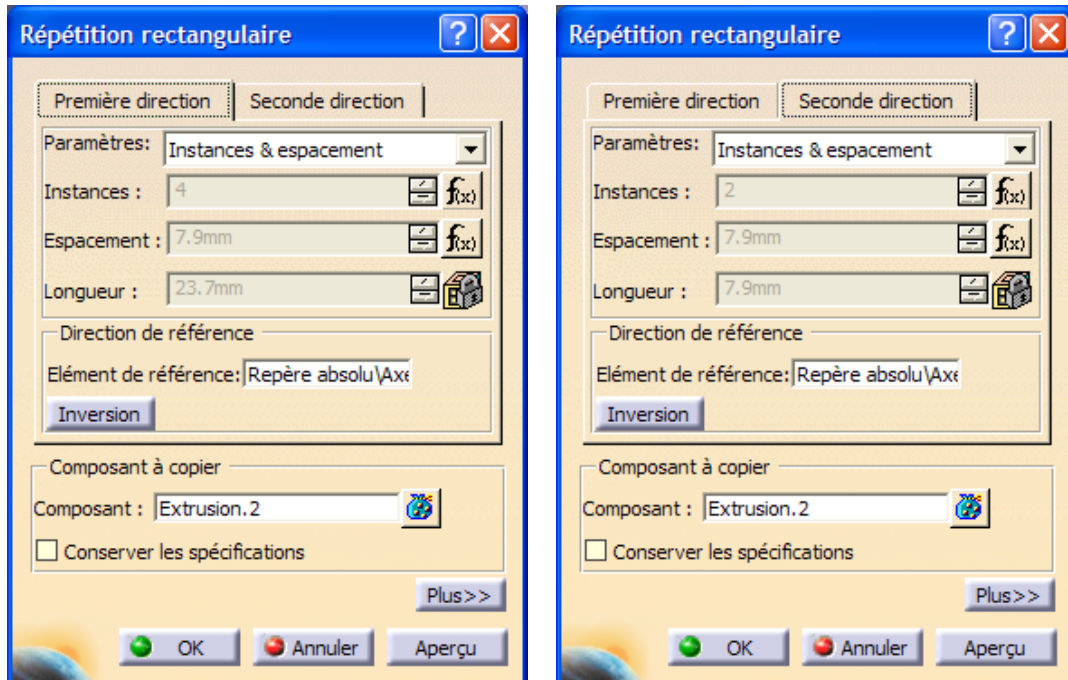 Répétition rectangulaire
Première direction Seconde direction
Paramètres: Instances & espacement
Instances : 4 f(x)
Espacement : 7.9mm f(x)
Longueur : 23.7mm
Direction de référence
Elément de référence: Repère absolu\Axe
Inversion
Composant à copier
Composant : Extrusion.2
Conserver les spécifications
Plus>>
OK Annuler Aperçu
Répétition rectangulaire
Première direction Seconde direction
Paramètres: Instances & espacement
Instances : 2 f(x)
Espacement : 7.9mm f(x)
Longueur : 7.9mm
Direction de référence
Elément de référence: Repère absolu\Axe
Inversion
Composant à copier
Composant : Extrusion.2
Conserver les spécifications
Plus>>
OK Annuler Aperçu